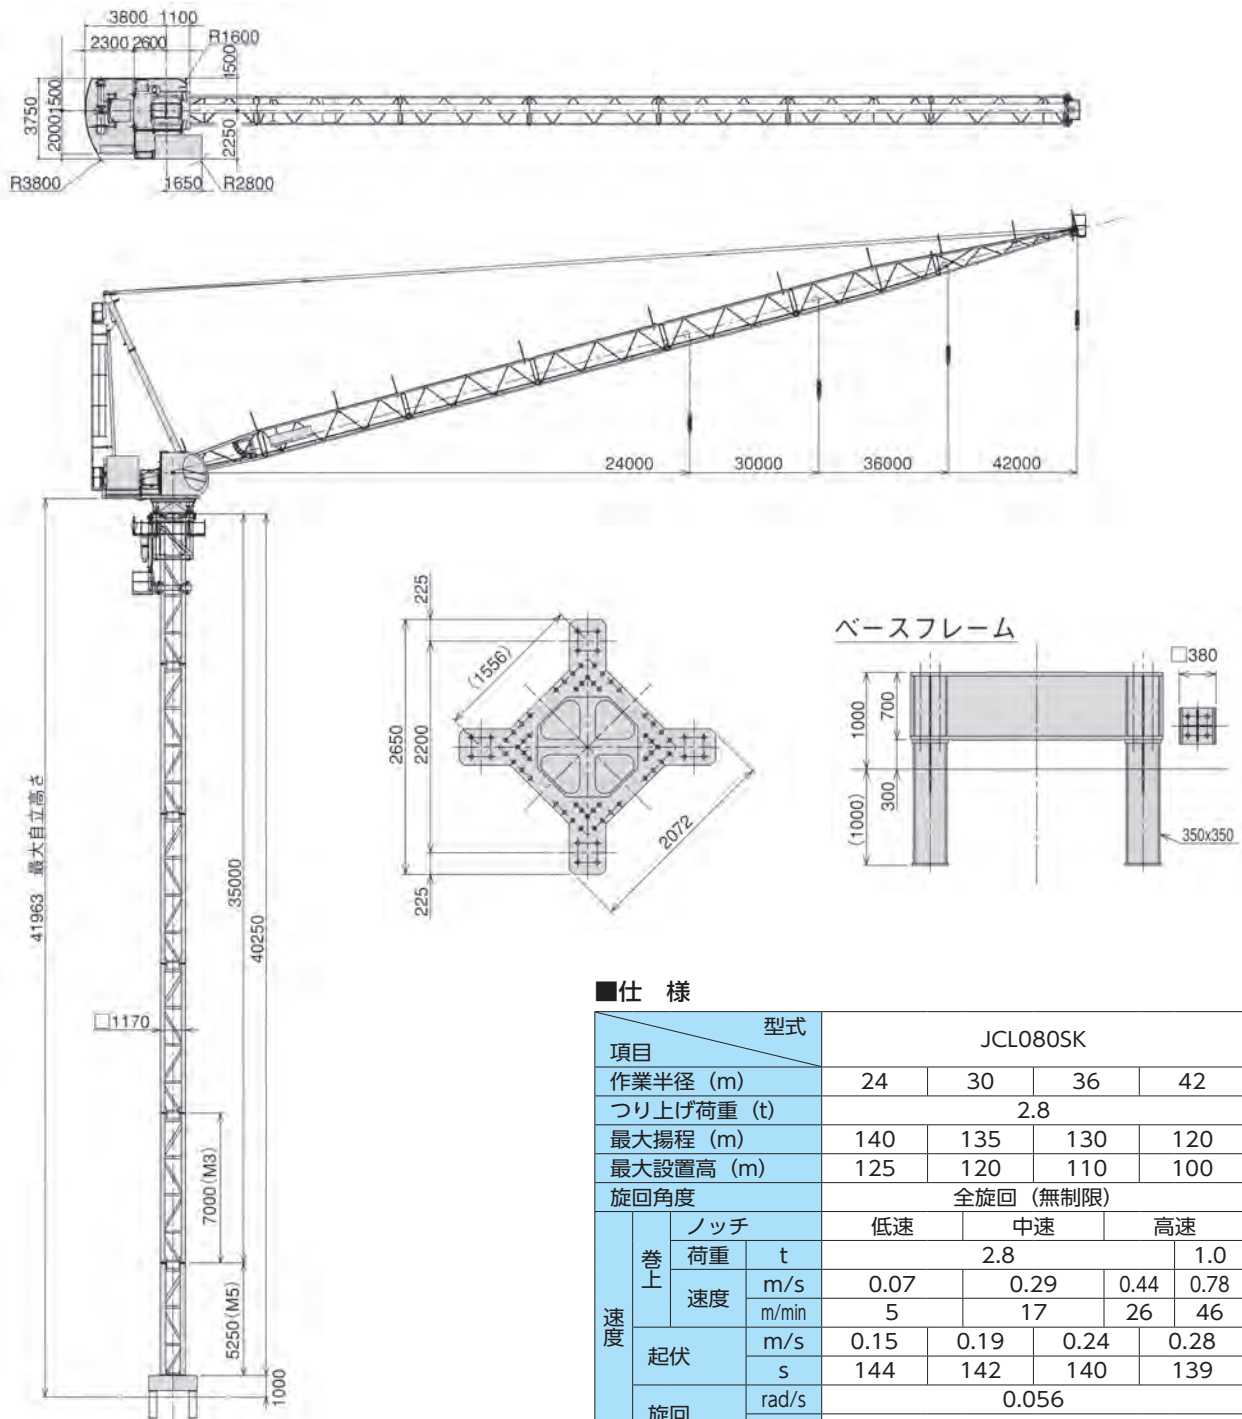 3800 1100
2300 2600
R1600
1500
3750
1500
2000
2250
R3800
1650
R2800
24000 30000 36000 42000
41963 最大自立高さ
35000
40250
□1170
7000(M3)
5250(M5)
1000
225
(1556)
2650
2200
2072
225
ベースフレーム
□380
1000
700
300
(1000)
350x350
■仕 様
型式
項目
JCL080SK
作業半径 (m) 24 30 36 42
つり上げ荷重 (t) 2.8
最大揚程 (m) 140 135 130 120
最大設置高 (m) 125 120 110 100
旋回角度 全旋回 (無制限)
速度 巻上 ノッチ 低速 中速 高速
荷重 t 2.8 1.0
速度 m/s 0.07 0.29 0.44 0.78
m/min 5 17 26 46
起伏 m/s 0.15 0.19 0.24 0.28
s 144 142 140 139
旋回 rad/s 0.056